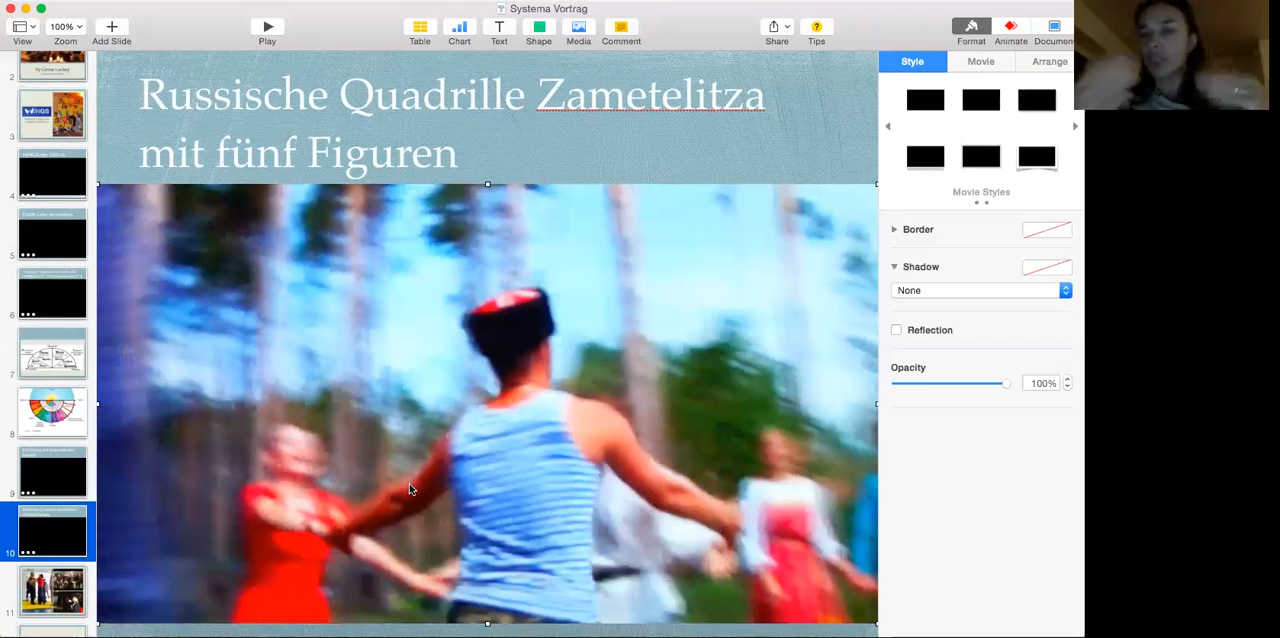 Systema Vortrag
100%
View
Zoom
Add Slide
Play
Table
Chart
Text
Shape
Media
Comment
Share
Tips
Format
Animate
Documen
Style
Movie
Arrange
Movie Styles
Border
Shadow
None
Reflection
Opacity
100%
2
3
4
5
6
7
8
9
10
11
WINGS
Russische Quadrille Zametelitza
mit fünf Figuren